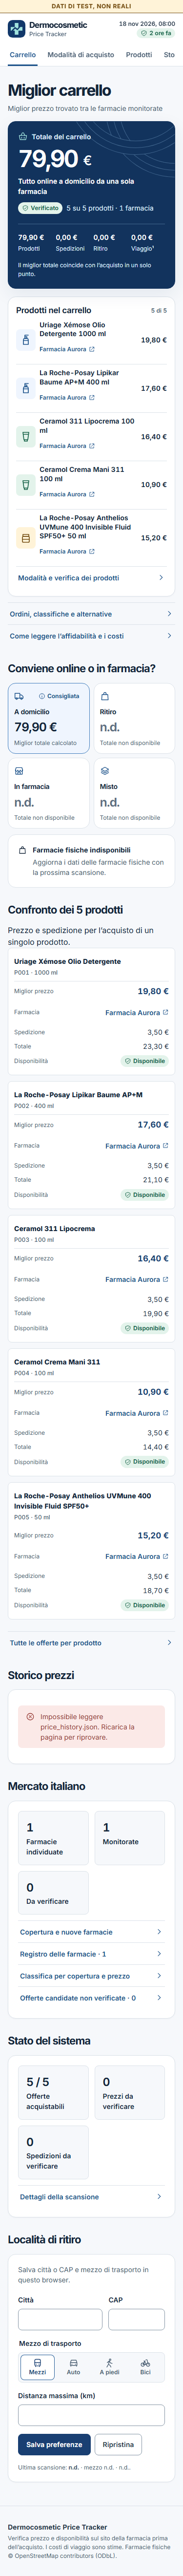 DATI DI TEST, NON REALI
Dermocosmetic
Price Tracker
18 nov 2026, 08:00
2 ore fa
Carrello
Modalità di acquisto
Prodotti
Sto
Miglior carrello
Miglior prezzo trovato tra le farmacie monitorate
Totale del carrello
79,90 €
Tutto online a domicilio da una sola
farmacia
Verificato
5 su 5 prodotti · 1 farmacia
79,90 €
0,00 €
0,00 €
0,00 €
Prodotti
Spedizioni
Ritiro
Viaggio¹
Il miglior totale coincide con l'acquisto in un solo
punto.
Prodotti nel carrello
5 di 5
Uriage Xémose Olio
Detergente 1000 ml
19,80 €
Farmacia Aurora
La Roche-Posay Lipikar
Baume AP+M 400 ml
17,60 €
Farmacia Aurora
Ceramol 311 Lipocrema 100
ml
16,40 €
Farmacia Aurora
Ceramol Crema Mani 311
100 ml
10,90 €
Farmacia Aurora
La Roche-Posay Anthelios
UVMune 400 Invisible Fluid
SPF50+ 50 ml
15,20 €
Farmacia Aurora
Modalità e verifica dei prodotti
Ordini, classifiche e alternative
Come leggere l'affidabilità e i costi
Conviene online o in farmacia?
Consigliata
A domicilio
79,90 €
Miglior totale calcolato
Ritiro
n.d.
Totale non disponibile
In farmacia
n.d.
Totale non disponibile
Misto
n.d.
Totale non disponibile
Farmacie fisiche indisponibili
Aggiorna i dati delle farmacie fisiche con
la prossima scansione.
Confronto dei 5 prodotti
Prezzo e spedizione per l'acquisto di un
singolo prodotto.
Uriage Xémose Olio Detergente
P001 · 1000 ml
Miglior prezzo
19,80 €
Farmacia
Farmacia Aurora
Spedizione
3,50 €
Totale
23,30 €
Disponibilità
Disponibile
La Roche-Posay Lipikar Baume AP+M
P002 · 400 ml
Miglior prezzo
17,60 €
Farmacia
Farmacia Aurora
Spedizione
3,50 €
Totale
21,10 €
Disponibilità
Disponibile
Ceramol 311 Lipocrema
P003 · 100 ml
Miglior prezzo
16,40 €
Farmacia
Farmacia Aurora
Spedizione
3,50 €
Totale
19,90 €
Disponibilità
Disponibile
Ceramol Crema Mani 311
P004 · 100 ml
Miglior prezzo
10,90 €
Farmacia
Farmacia Aurora
Spedizione
3,50 €
Totale
14,40 €
Disponibilità
Disponibile
La Roche-Posay Anthelios UVMune 400
Invisible Fluid SPF50+
P005 · 50 ml
Miglior prezzo
15,20 €
Farmacia
Farmacia Aurora
Spedizione
3,50 €
Totale
18,70 €
Disponibilità
Disponibile
Tutte le offerte per prodotto
Storico prezzi
Impossibile leggere
price_history.json. Ricarica la
pagina per riprovare.
Mercato italiano
1
Farmacie
individuate
1
Monitorate
0
Da verificare
Copertura e nuove farmacie
Registro delle farmacie · 1
Classifica per copertura e prezzo
Offerte candidate non verificate · 0
Stato del sistema
5 / 5
Offerte
acquistabili
0
Prezzi da
verificare
0
Spedizioni da
verificare
Dettagli della scansione
Località di ritiro
Salva città o CAP e mezzo di trasporto in
questo browser.
Città
CAP
Mezzo di trasporto
Mezzi
Auto
A piedi
Bici
Distanza massima (km)
Salva preferenze
Ripristina
Ultima scansione: n.d. · mezzo n.d. · n.d..
Dermocosmetic Price Tracker
Verifica prezzo e disponibilità sul sito della farmacia prima
dell'acquisto. I costi di viaggio sono stime. Farmacie fisiche
© OpenStreetMap contributors (ODbL).